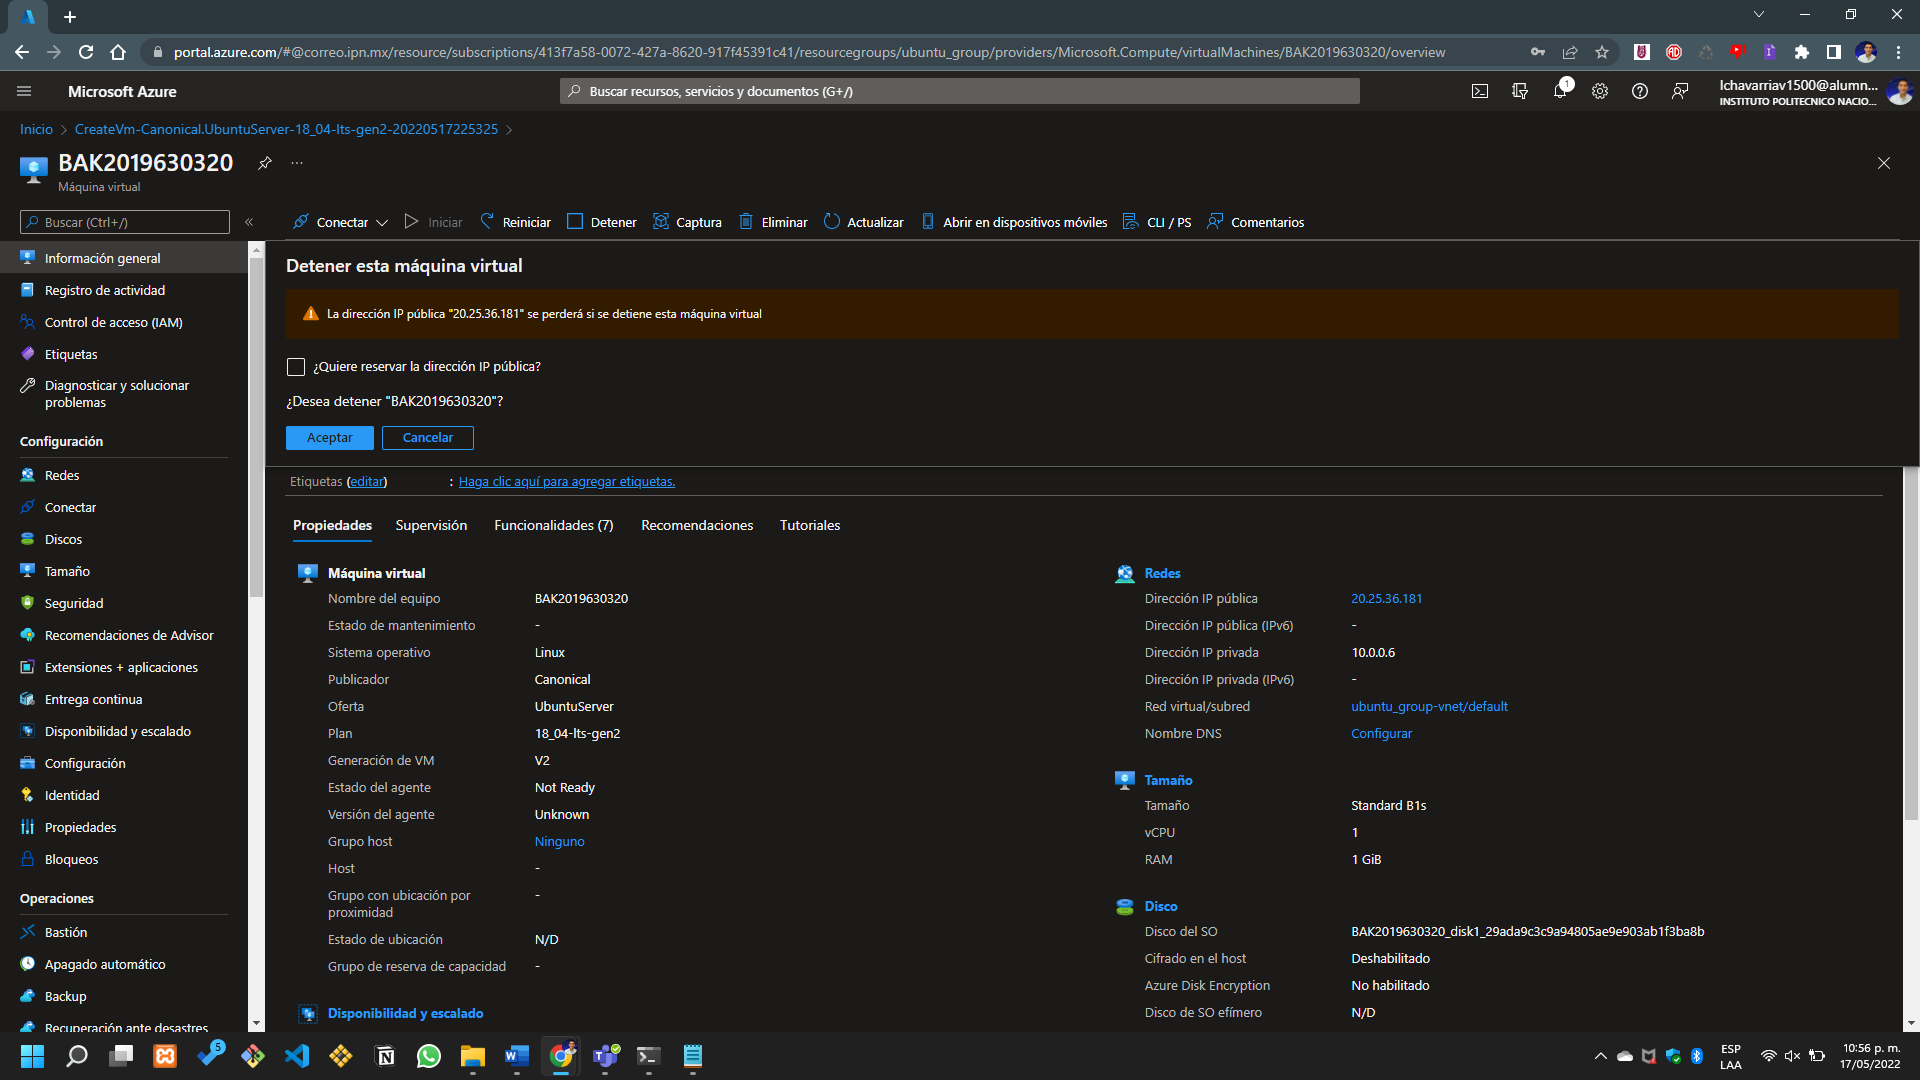 portal.azure.com/#@correo.ipn.mx/resource/subscriptions/413f7a58-0072-427a-8620-917f45391c41/resourcegroups/ubuntu_group/providers/Microsoft.Compute/virtualMachines/BAK2019630320/overview
Microsoft Azure
Buscar recursos, servicios y documentos (G+/)
1
lchavarriav1500@alumn...
INSTITUTO POLITECNICO NACIO...
Inicio
CreateVm-Canonical.UbuntuServer-18_04-lts-gen2-20220517225325
BAK2019630320
Máquina virtual
Buscar (Ctrl+/)
Conectar
Iniciar
Reiniciar
Detener
Captura
Eliminar
Actualizar
Abrir en dispositivos móviles
CLI / PS
Comentarios
Información general
Registro de actividad
Control de acceso (IAM)
Etiquetas
Diagnosticar y solucionar
problemas
Configuración
Redes
Conectar
Discos
Tamaño
Seguridad
Recomendaciones de Advisor
Extensiones + aplicaciones
Entrega continua
Disponibilidad y escalado
Configuración
Identidad
Propiedades
Bloqueos
Operaciones
Bastión
Apagado automático
Backup
Recuperación ante desastres
Detener esta máquina virtual
La dirección IP pública "20.25.36.181" se perderá si se detiene esta máquina virtual
¿Quiere reservar la dirección IP pública?
¿Desea detener "BAK2019630320"?
Aceptar
Cancelar
Etiquetas (editar) : Haga clic aquí para agregar etiquetas.
Propiedades
Supervisión
Funcionalidades (7)
Recomendaciones
Tutoriales
Máquina virtual
Nombre del equipo BAK2019630320
Estado de mantenimiento -
Sistema operativo Linux
Publicador Canonical
Oferta UbuntuServer
Plan 18_04-lts-gen2
Generación de VM V2
Estado del agente Not Ready
Versión del agente Unknown
Grupo host Ninguno
Host -
Grupo con ubicación por -
proximidad
Estado de ubicación N/D
Grupo de reserva de capacidad -
Disponibilidad y escalado
Redes
Dirección IP pública 20.25.36.181
Dirección IP pública (IPv6) -
Dirección IP privada 10.0.0.6
Dirección IP privada (IPv6) -
Red virtual/subred ubuntu_group-vnet/default
Nombre DNS Configurar
Tamaño
Tamaño Standard B1s
vCPU 1
RAM 1 GiB
Disco
Disco del SO BAK2019630320_disk1_29ada9c3c9a94805ae9e903ab1f3ba8b
Cifrado en el host Deshabilitado
Azure Disk Encryption No habilitado
Disco de SO efímero N/D
5
ESP
LAA
10:56 p. m.
17/05/2022